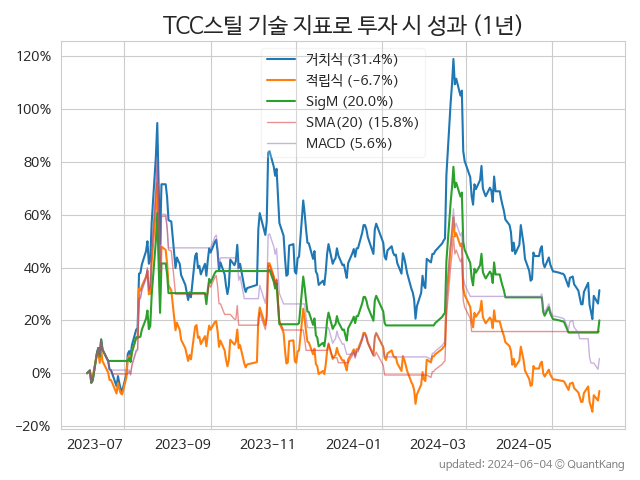 TCC스틸 기술 지표로 투자 시 성과 (1년)
거치식 (31.4%)
적립식 (−6.7%)
SigM (20.0%)
SMA(20) (15.8%)
MACD (5.6%)
120%
100%
80%
60%
40%
20%
0%
−20%
2023-07
2023-09
2023-11
2024-01
2024-03
2024-05
updated: 2024-06-04 © QuantKang